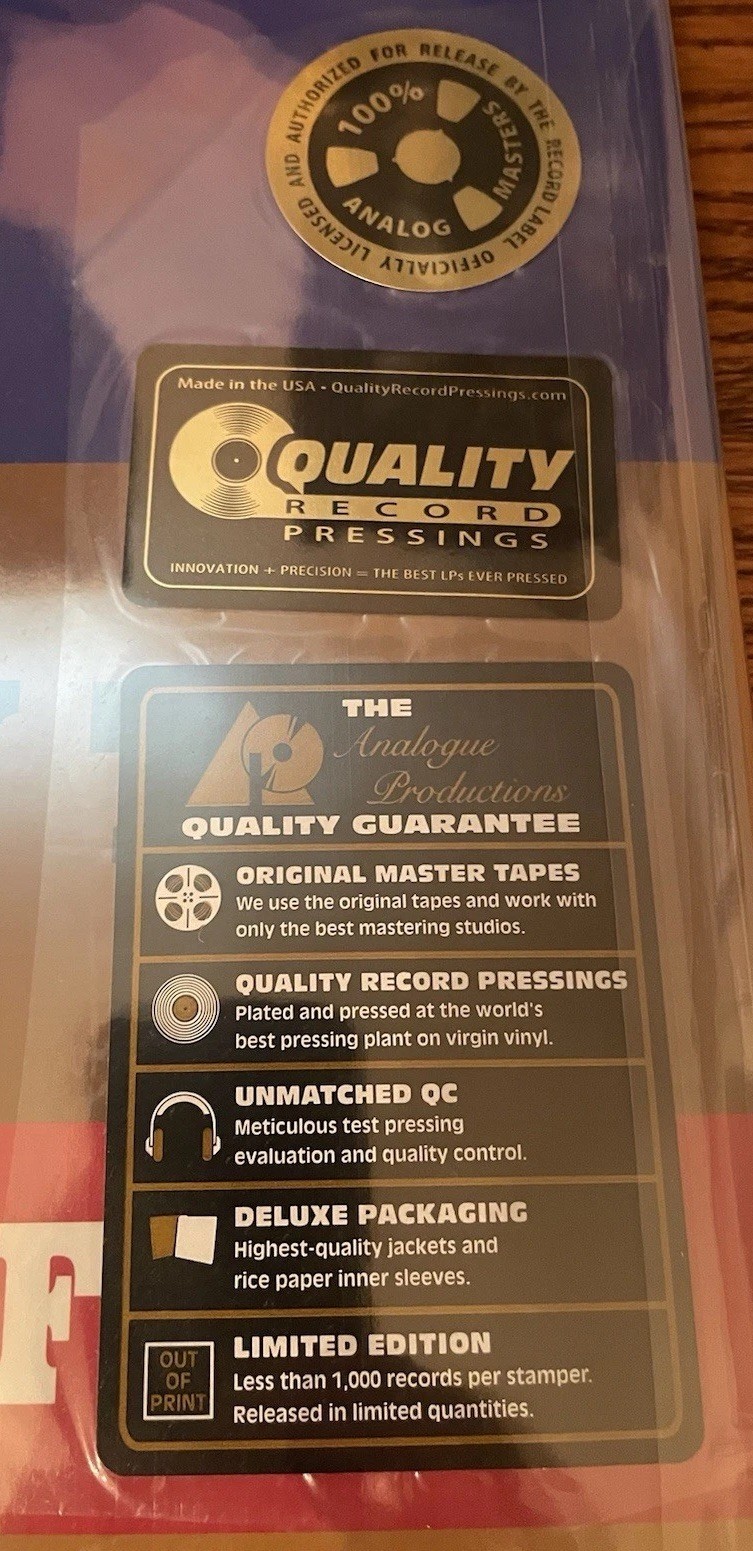 OFFICIALLY LICENSED AND AUTHORIZED FOR RELEASE BY THE RECORD LABEL
100%
ANALOG
MASTERS
Made in the USA - QualityRecordPressings.com
QUALITY
RECORD
PRESSINGS
INNOVATION + PRECISION = THE BEST LPs EVER PRESSED
THE
Analogue
Productions
QUALITY GUARANTEE
ORIGINAL MASTER TAPES
We use the original tapes and work with
only the best mastering studios.
QUALITY RECORD PRESSINGS
Plated and pressed at the world's
best pressing plant on virgin vinyl.
UNMATCHED QC
Meticulous test pressing
evaluation and quality control.
DELUXE PACKAGING
Highest-quality jackets and
rice paper inner sleeves.
OUT
OF
PRINT
LIMITED EDITION
Less than 1,000 records per stamper.
Released in limited quantities.
F